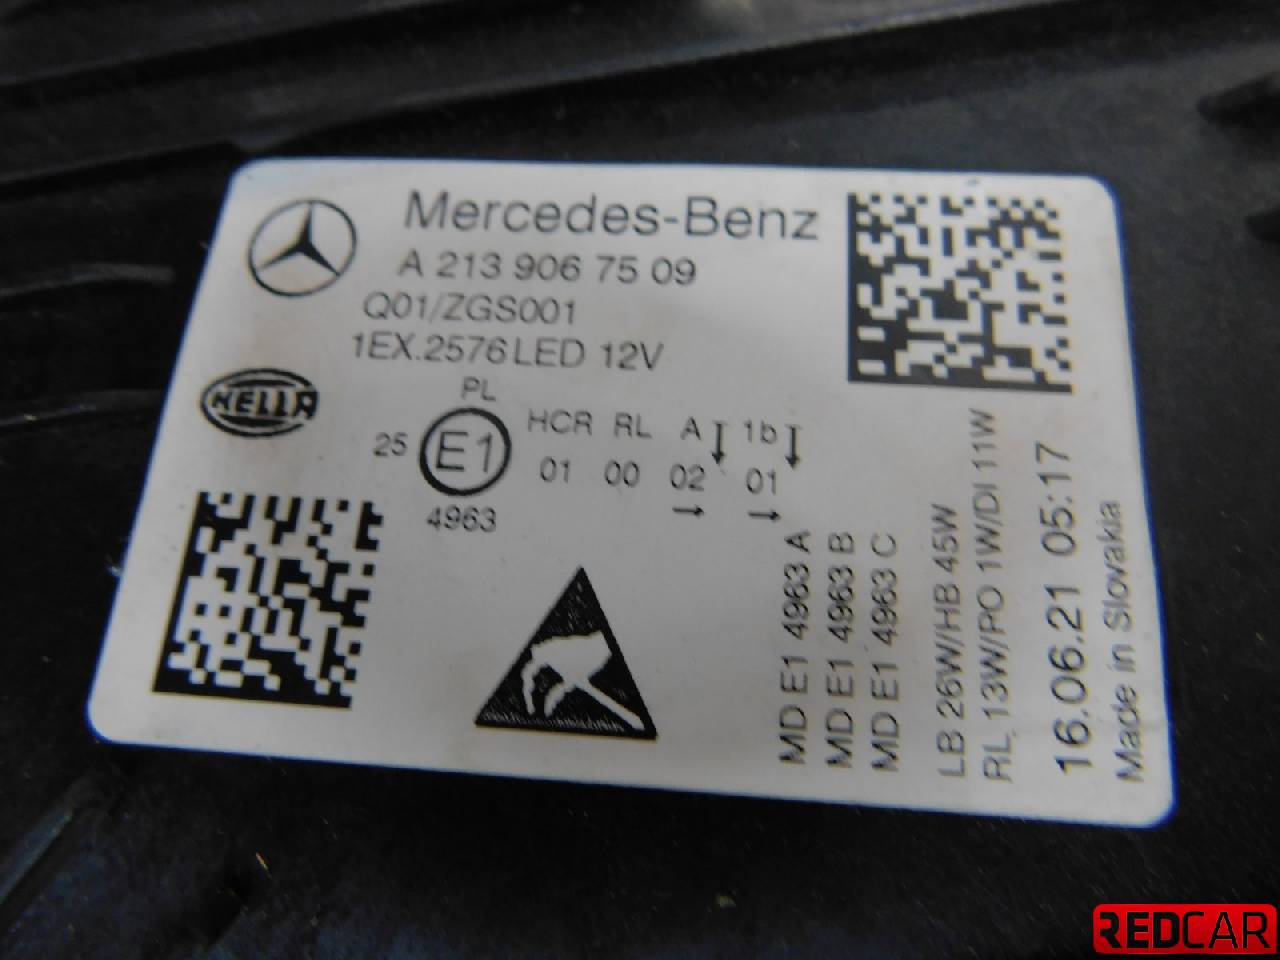 Mercedes-Benz
A 213 906 75 09
Q01/ZGS001
1EX.2576 LED 12V
HELLA
PL
25 E1 HCR RL A 1b
01 00 02 01
4963
MD E1 4963 A
MD E1 4963 B
MD E1 4963 C
LB 26W/HB 45W
RL 13W/PO 1W/DI 11W
16.06.21 05:17
Made in Slovakia
REDCAR